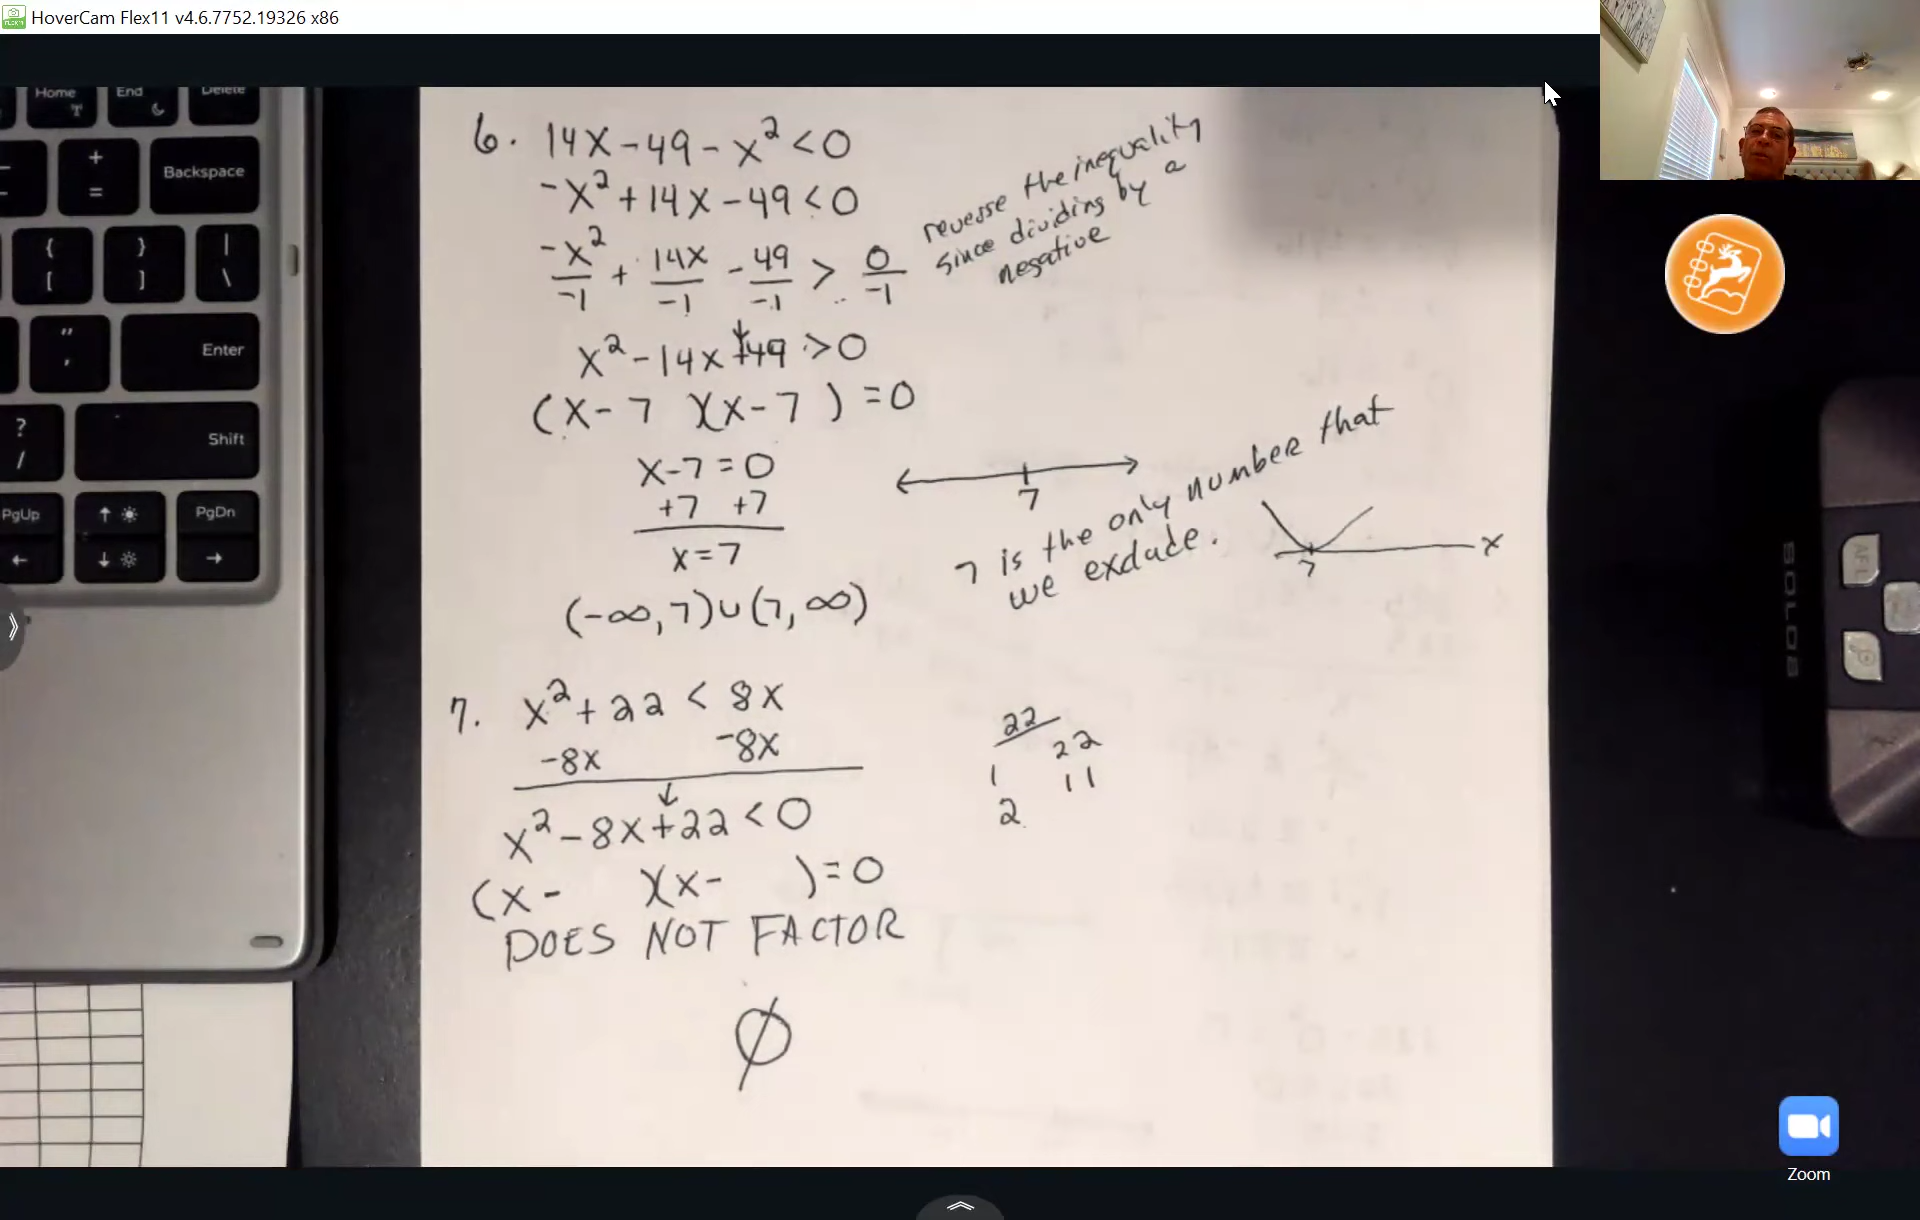 HoverCam Flex11 v4.6.7752.19326 x86
Home End Delete
+ =
Backspace
{ [ } ] | \
" , Enter
? / Shift
PgUp ↑ PgDn
← ↓ →
6. 14x - 49 - x² < 0
-x² + 14x - 49 < 0
-x²/-1 + 14x/-1 - 49/-1 > 0/-1
reverse the inequality
since dividing by a
negative
x² - 14x + 49 > 0
(x - 7 )(x - 7 ) = 0
x - 7 = 0
+7 +7
x = 7
(-∞, 7) ∪ (7, ∞)
7
7 is the only number that
we exclude.
7 x
7. x² + 22 < 8x
-8x -8x
x² - 8x + 22 < 0
(x - )(x - ) = 0
DOES NOT FACTOR
∅
22
1 22
2 11
AF
SOLO8
Zoom